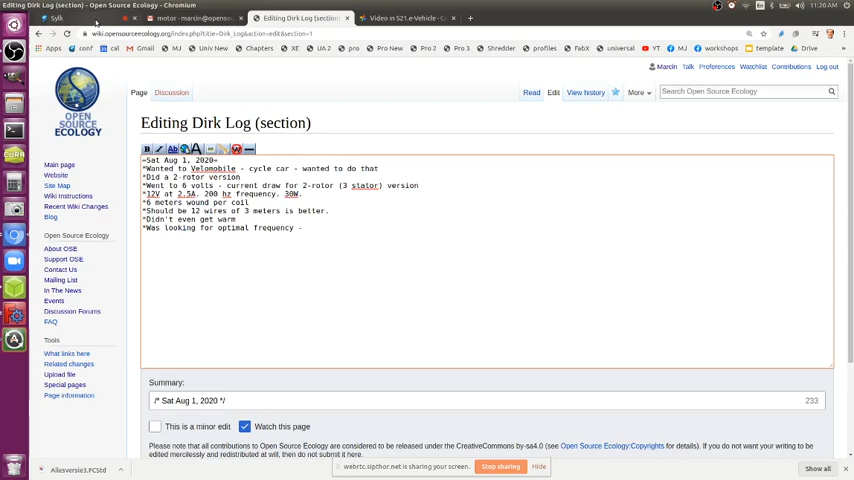 Editing Dirk Log (section) - Open Source Ecology - Chromium
11:20 AM
Sylk
motor - marcin@openso
Editing Dirk Log (section)
Video in S21 e-Vehicle - G
wiki.opensourceecology.org/index.php?title=Dirk_Log&action=edit&section=1
Apps
conf
cal
Gmail
MJ
Univ New
Chapters
XE
UA 2
pro
Pro New
Pro 2
Pro 3
Shredder
profiles
FabX
universal
YT
MJ
workshops
template
Drive
Marcin Talk Preferences Watchlist Contributions Log out
OPEN SOURCE
ECOLOGY
Page Discussion
Read Edit View history More
Search Open Source Ecology
Editing Dirk Log (section)
Main page
Website
Site Map
Wiki Instructions
Recent Wiki Changes
Blog
Open Source Ecology
About OSE
Support OSE
Contact Us
Mailing List
In The News
Events
Discussion Forums
FAQ
Tools
What links here
Related changes
Upload file
Special pages
Page information
=Sat Aug 1, 2020=
*Wanted to Velomobile - cycle car - wanted to do that
*Did a 2-rotor version
*Went to 6 volts - current draw for 2-rotor (3 stator) version
*12V at 2.5A. 200 hz frequency. 30W.
*6 meters wound per coil
*Should be 12 wires of 3 meters is better.
*Didn't even get warm
*Was looking for optimal frequency -
Summary:
/* Sat Aug 1, 2020 */
233
This is a minor edit
Watch this page
Please note that all contributions to Open Source Ecology are considered to be released under the CreativeCommons by-sa4.0 (see Open Source Ecology:Copyrights for details). If you do not want your writing to be
edited mercilessly and redistributed at will, then do not submit it here.
webrtc.sipthor.net is sharing your screen.
Stop sharing
Hide
Allesversie3.FCStd
Show all